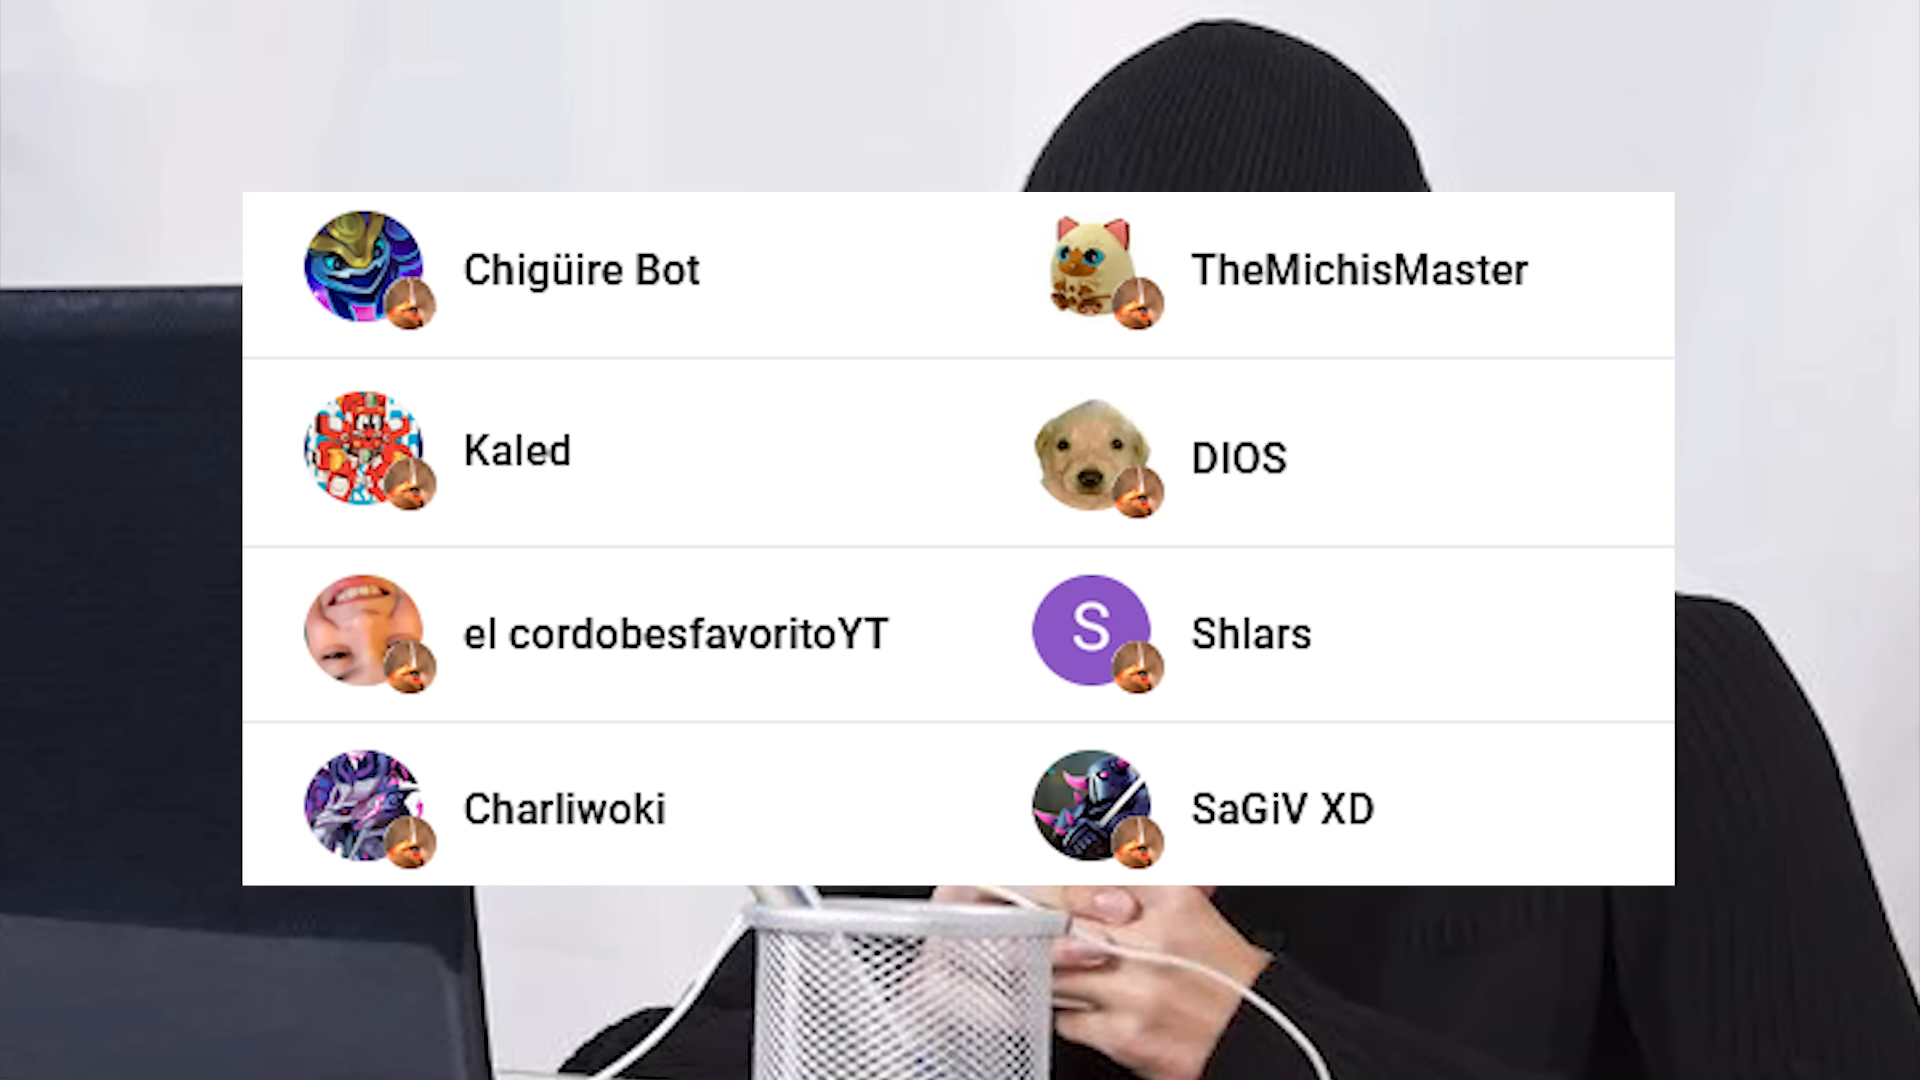 Chigüire Bot
TheMichisMaster
Kaled
DIOS
el cordobesfavoritoYT
S
Shlars
Charliwoki
SaGiV XD